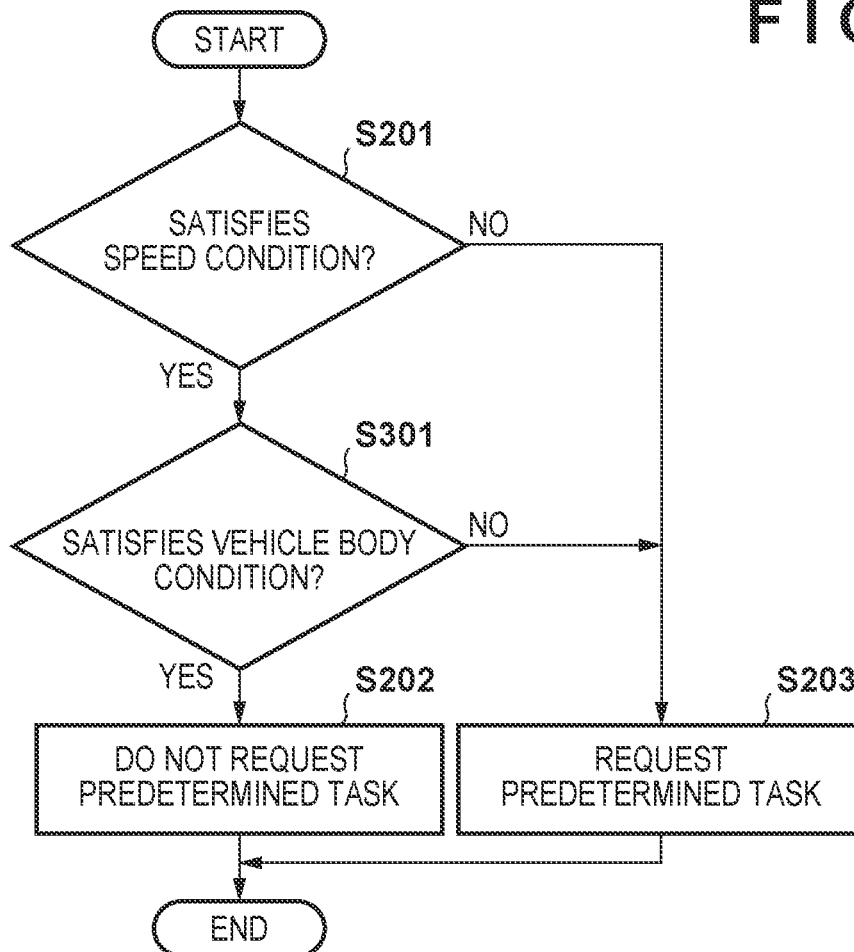 START
S201
SATISFIES
SPEED CONDITION?
NO
YES
S301
SATISFIES VEHICLE BODY
CONDITION?
NO
YES
S202
DO NOT REQUEST
PREDETERMINED TASK
S203
REQUEST
PREDETERMINED TASK
END